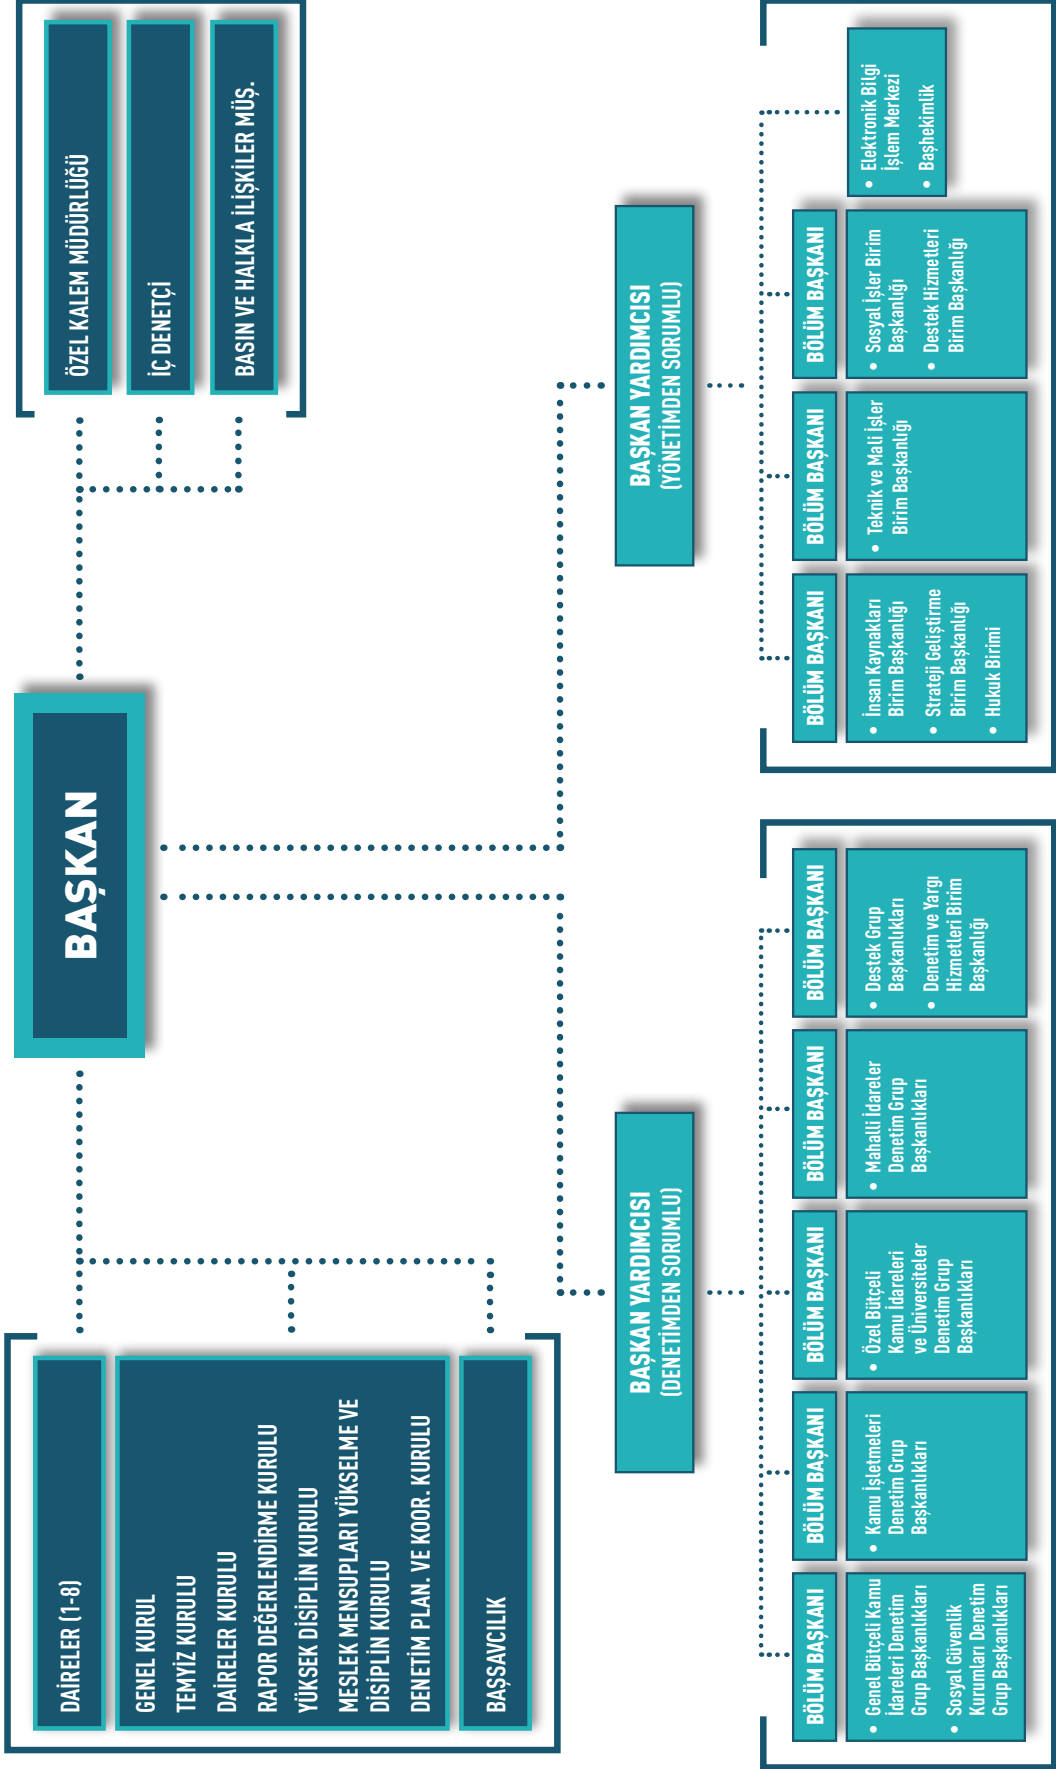 BAŞKAN
DAİRELER (1-8)
GENEL KURUL
TEMYİZ KURULU
DAİRELER KURULU
RAPOR DEĞERLENDİRME KURULU
YÜKSEK DİSİPLİN KURULU
MESLEK MENSUPLARI YÜKSELME VE
DİSİPLİN KURULU
DENETİM PLAN. VE KOOR. KURULU
BAŞSAVCILIK
ÖZEL KALEM MÜDÜRLÜĞÜ
İÇ DENETÇİ
BASIN VE HALKLA İLİŞKİLER MÜŞ.
BAŞKAN YARDIMCISI
(DENETİMDEN SORUMLU)
BÖLÜM BAŞKANI
• Genel Bütçeli Kamu
İdareleri Denetim
Grup Başkanlıkları
• Sosyal Güvenlik
Kurumları Denetim
Grup Başkanlıkları
BÖLÜM BAŞKANI
• Kamu İşletmeleri
Denetim Grup
Başkanlıkları
BÖLÜM BAŞKANI
• Özel Bütçeli
Kamu İdareleri
ve Üniversiteler
Denetim Grup
Başkanlıkları
BÖLÜM BAŞKANI
• Mahalli İdareler
Denetim Grup
Başkanlıkları
BÖLÜM BAŞKANI
• Destek Grup
Başkanlıkları
• Denetim ve Yargı
Hizmetleri Birim
Başkanlığı
BAŞKAN YARDIMCISI
(YÖNETİMDEN SORUMLU)
BÖLÜM BAŞKANI
• İnsan Kaynakları
Birim Başkanlığı
• Strateji Geliştirme
Birim Başkanlığı
• Hukuk Birimi
BÖLÜM BAŞKANI
• Teknik ve Mali İşler
Birim Başkanlığı
BÖLÜM BAŞKANI
• Sosyal İşler Birim
Başkanlığı
• Destek Hizmetleri
Birim Başkanlığı
• Elektronik Bilgi
İşlem Merkezi
• Başhekimlik